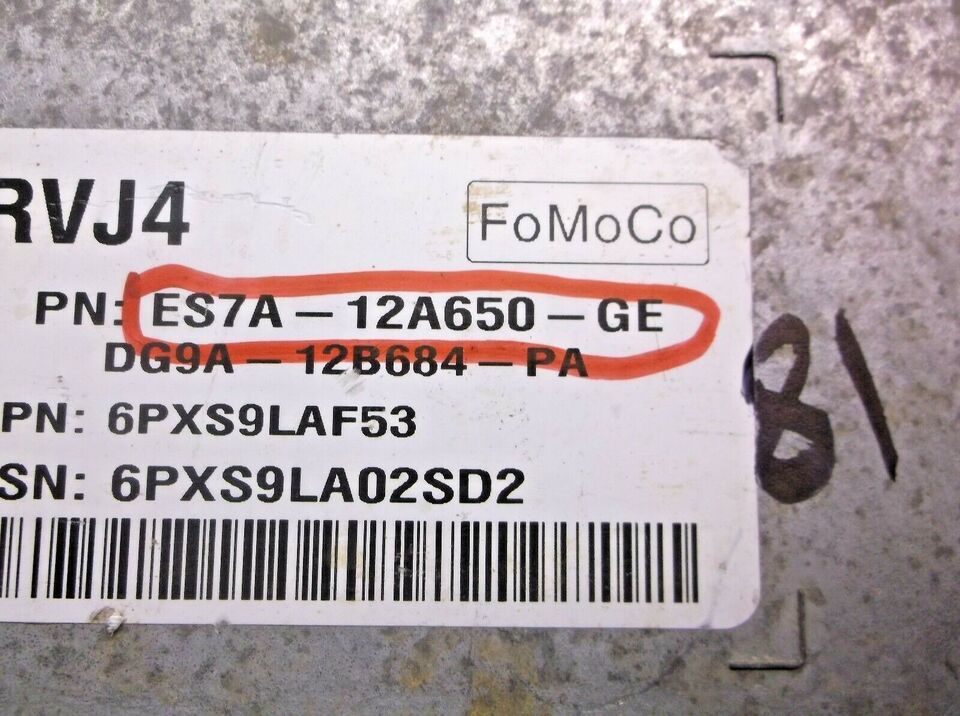 RVJ4
FoMoCo
PN: ES7A-12A650-GE
DG9A-12B684-PA
PN: 6PXS9LAF53
SN: 6PXS9LA02SD2
81